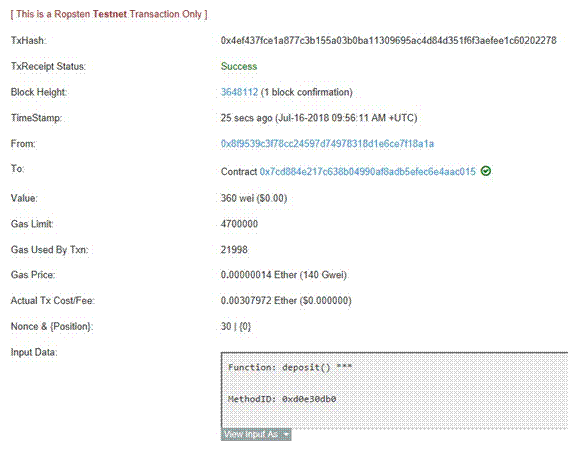 [ This is a Ropsten Testnet Transaction Only ]
TxHash: 0x4ef437fce1a877c3b155a03b0ba11309695ac4d84d351f6f3aefee1c60202278
TxReceipt Status: Success
Block Height: 3648112 (1 block confirmation)
TimeStamp: 25 secs ago (Jul-16-2018 09:56:11 AM +UTC)
From: 0x8f9539c3f78cc24597d74978318d1e6ce7f18a1a
To: Contract 0x7cd884e217c638b04990af8adb5efec6e4aac015
Value: 360 wei ($0.00)
Gas Limit: 4700000
Gas Used By Txn: 21998
Gas Price: 0.00000014 Ether (140 Gwei)
Actual Tx Cost/Fee: 0.00307972 Ether ($0.000000)
Nonce & {Position}: 30 | {0}
Input Data:
Function: deposit() ***
MethodID: 0xd0e30db0
View Input As